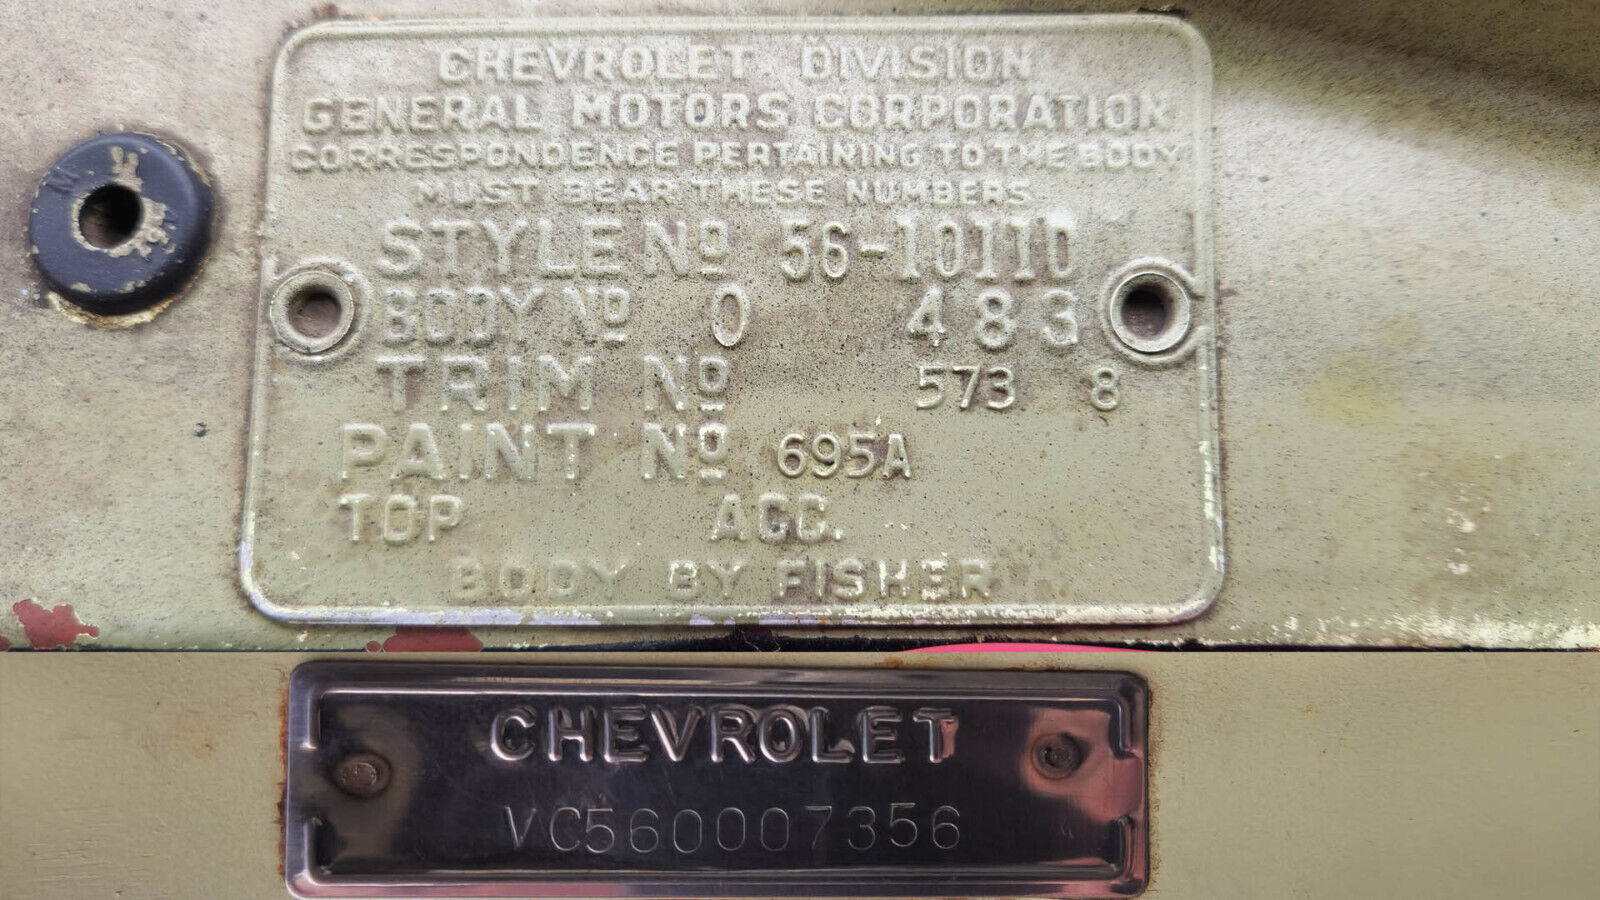 CHEVROLET DIVISION
GENERAL MOTORS CORPORATION
CORRESPONDENCE PERTAINING TO THE BODY
MUST BEAR THESE NUMBERS
STYLE No 56-1011D
BODY No O 483
TRIM No 573 8
PAINT No 695A
TOP ACC.
BODY BY FISHER
CHEVROLET
VC560007356